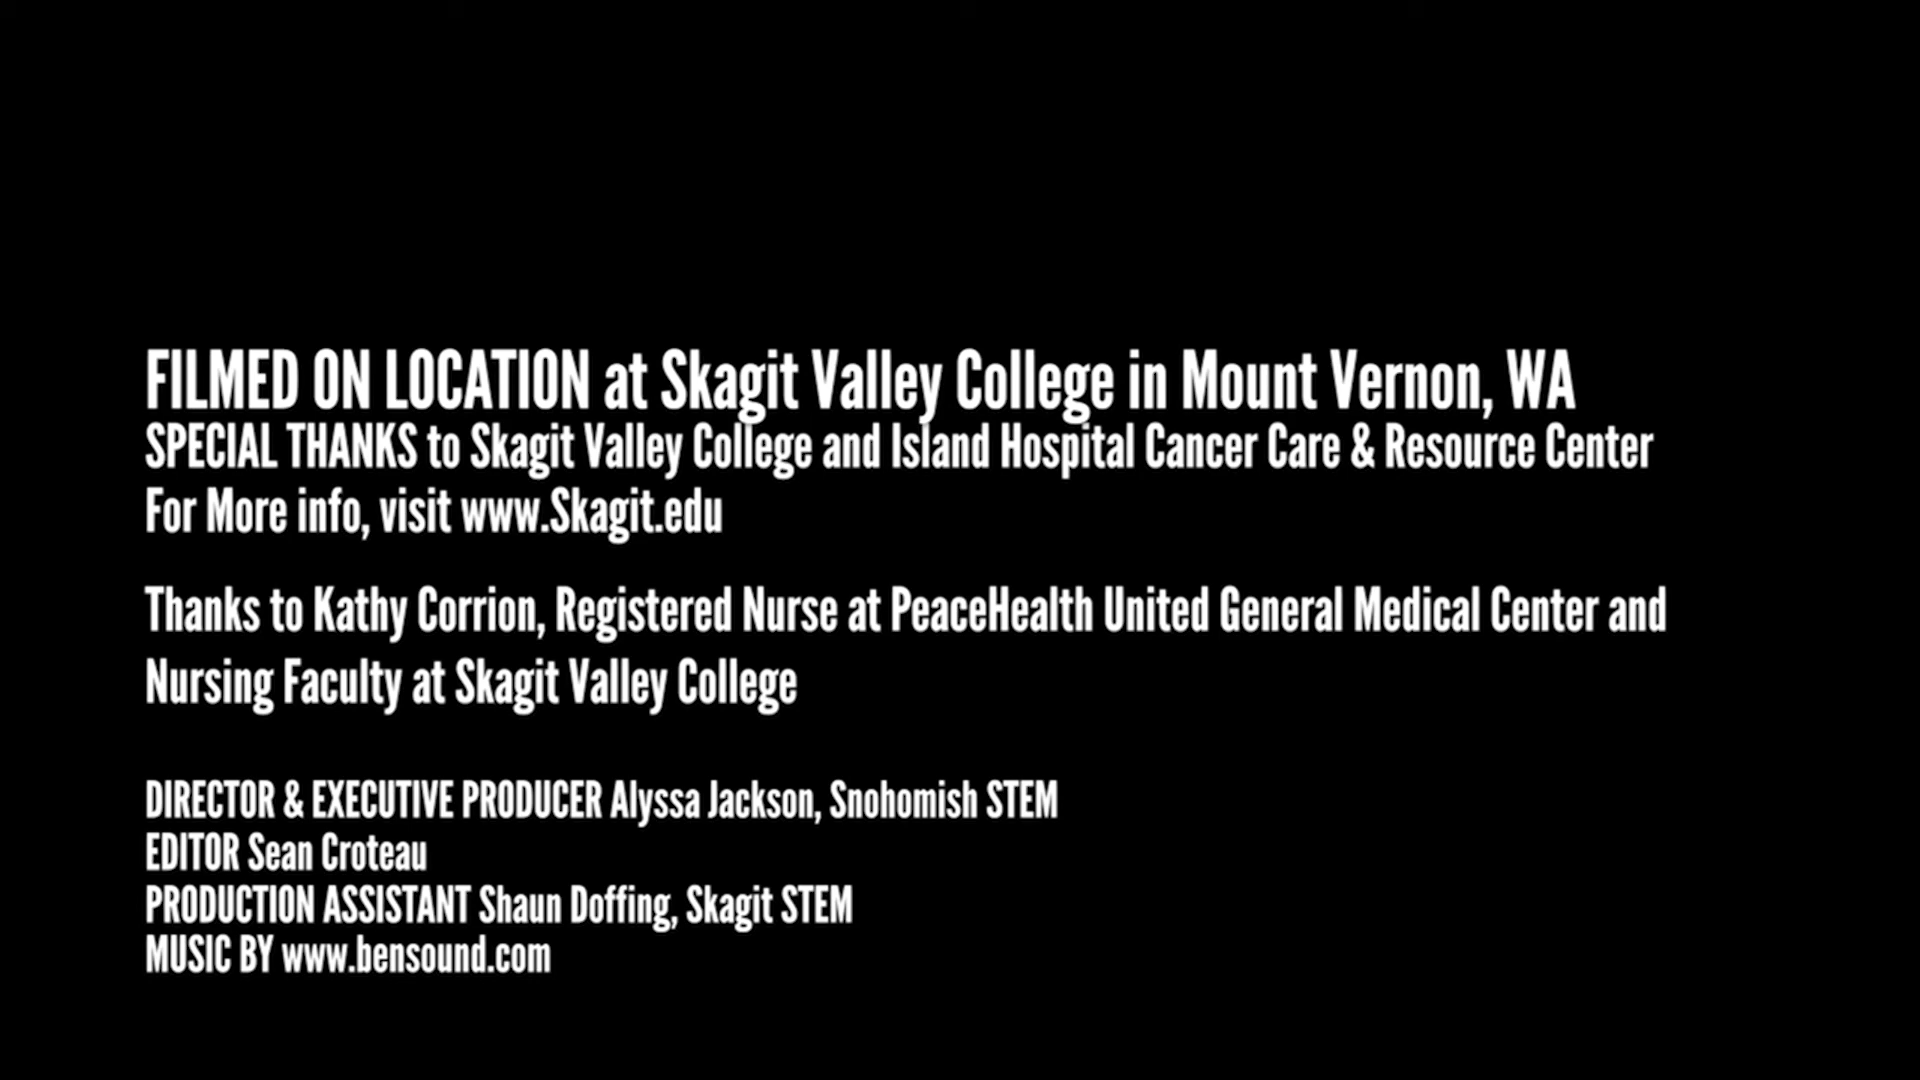 FILMED ON LOCATION at Skagit Valley College in Mount Vernon, WA
SPECIAL THANKS to Skagit Valley College and Island Hospital Cancer Care & Resource Center
For More info, visit www.Skagit.edu
Thanks to Kathy Corrion, Registered Nurse at PeaceHealth United General Medical Center and
Nursing Faculty at Skagit Valley College
DIRECTOR & EXECUTIVE PRODUCER Alyssa Jackson, Snohomish STEM
EDITOR Sean Croteau
PRODUCTION ASSISTANT Shaun Doffing, Skagit STEM
MUSIC BY www.bensound.com